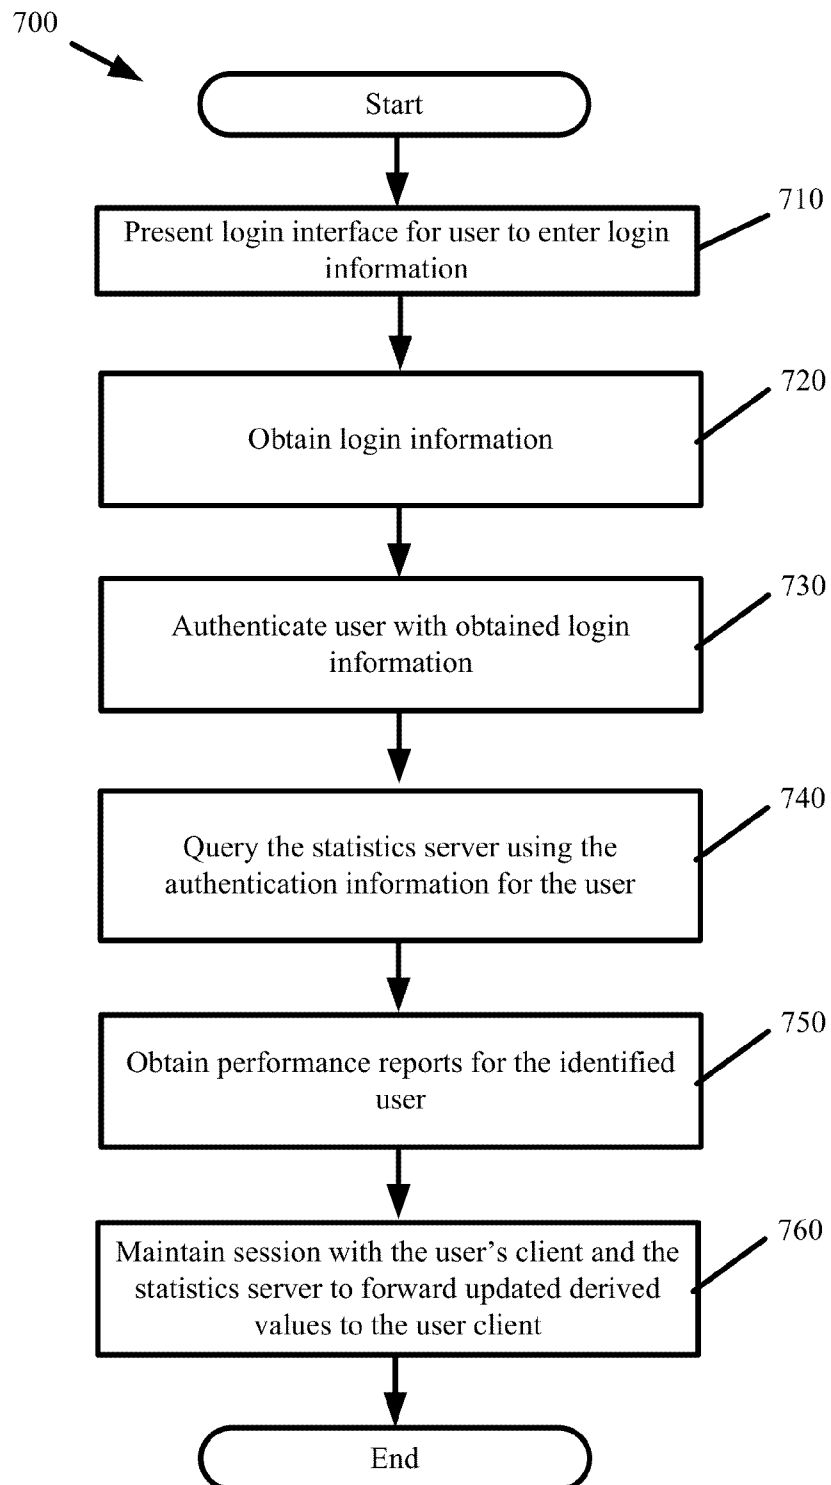 700
Start
710
Present login interface for user to enter login
information
720
Obtain login information
730
Authenticate user with obtained login
information
740
Query the statistics server using the
authentication information for the user
750
Obtain performance reports for the identified
user
760
Maintain session with the user's client and the
statistics server to forward updated derived
values to the user client
End